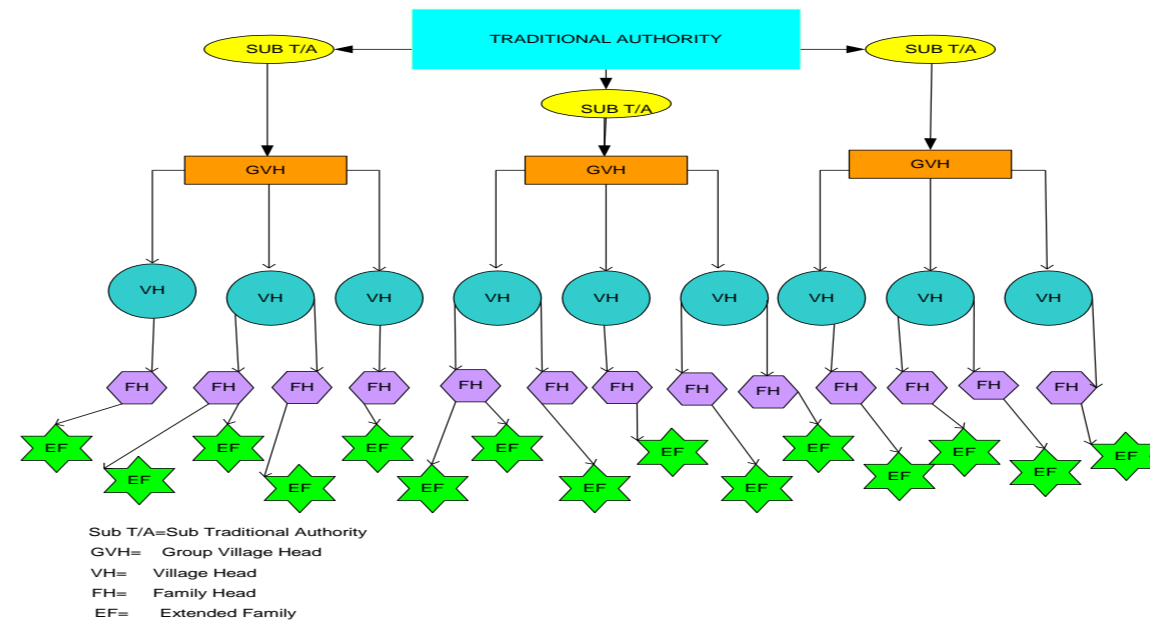 TRADITIONAL AUTHORITY
SUB T/A SUB T/A
SUB T/A
GVH GVH GVH
VH VH VH VH VH VH VH VH VH
FH FH FH FH FH FH FH FH FH FH FH FH FH
EF EF EF EF EF EF EF EF
EF EF EF EF EF EF EF
Sub T/A=Sub Traditional Authority
GVH= Group Village Head
VH= Village Head
FH= Family Head
EF= Extended Family